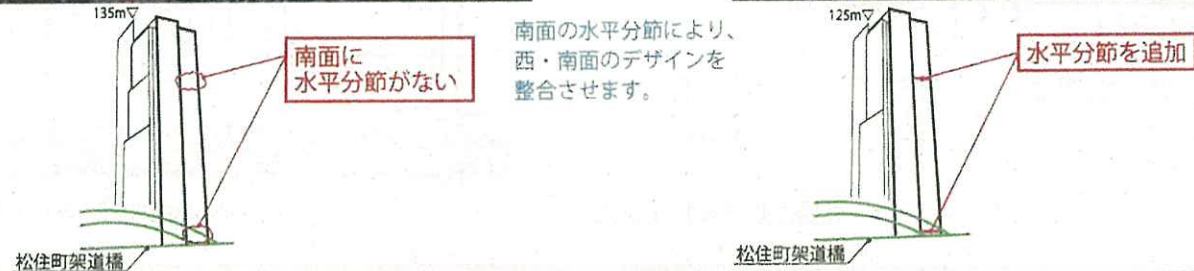 135m▽
南面に
水平分節がない
松住町架道橋
南面の水平分節により、
西・南面のデザインを
整合させます。
125m▽
水平分節を追加
松住町架道橋